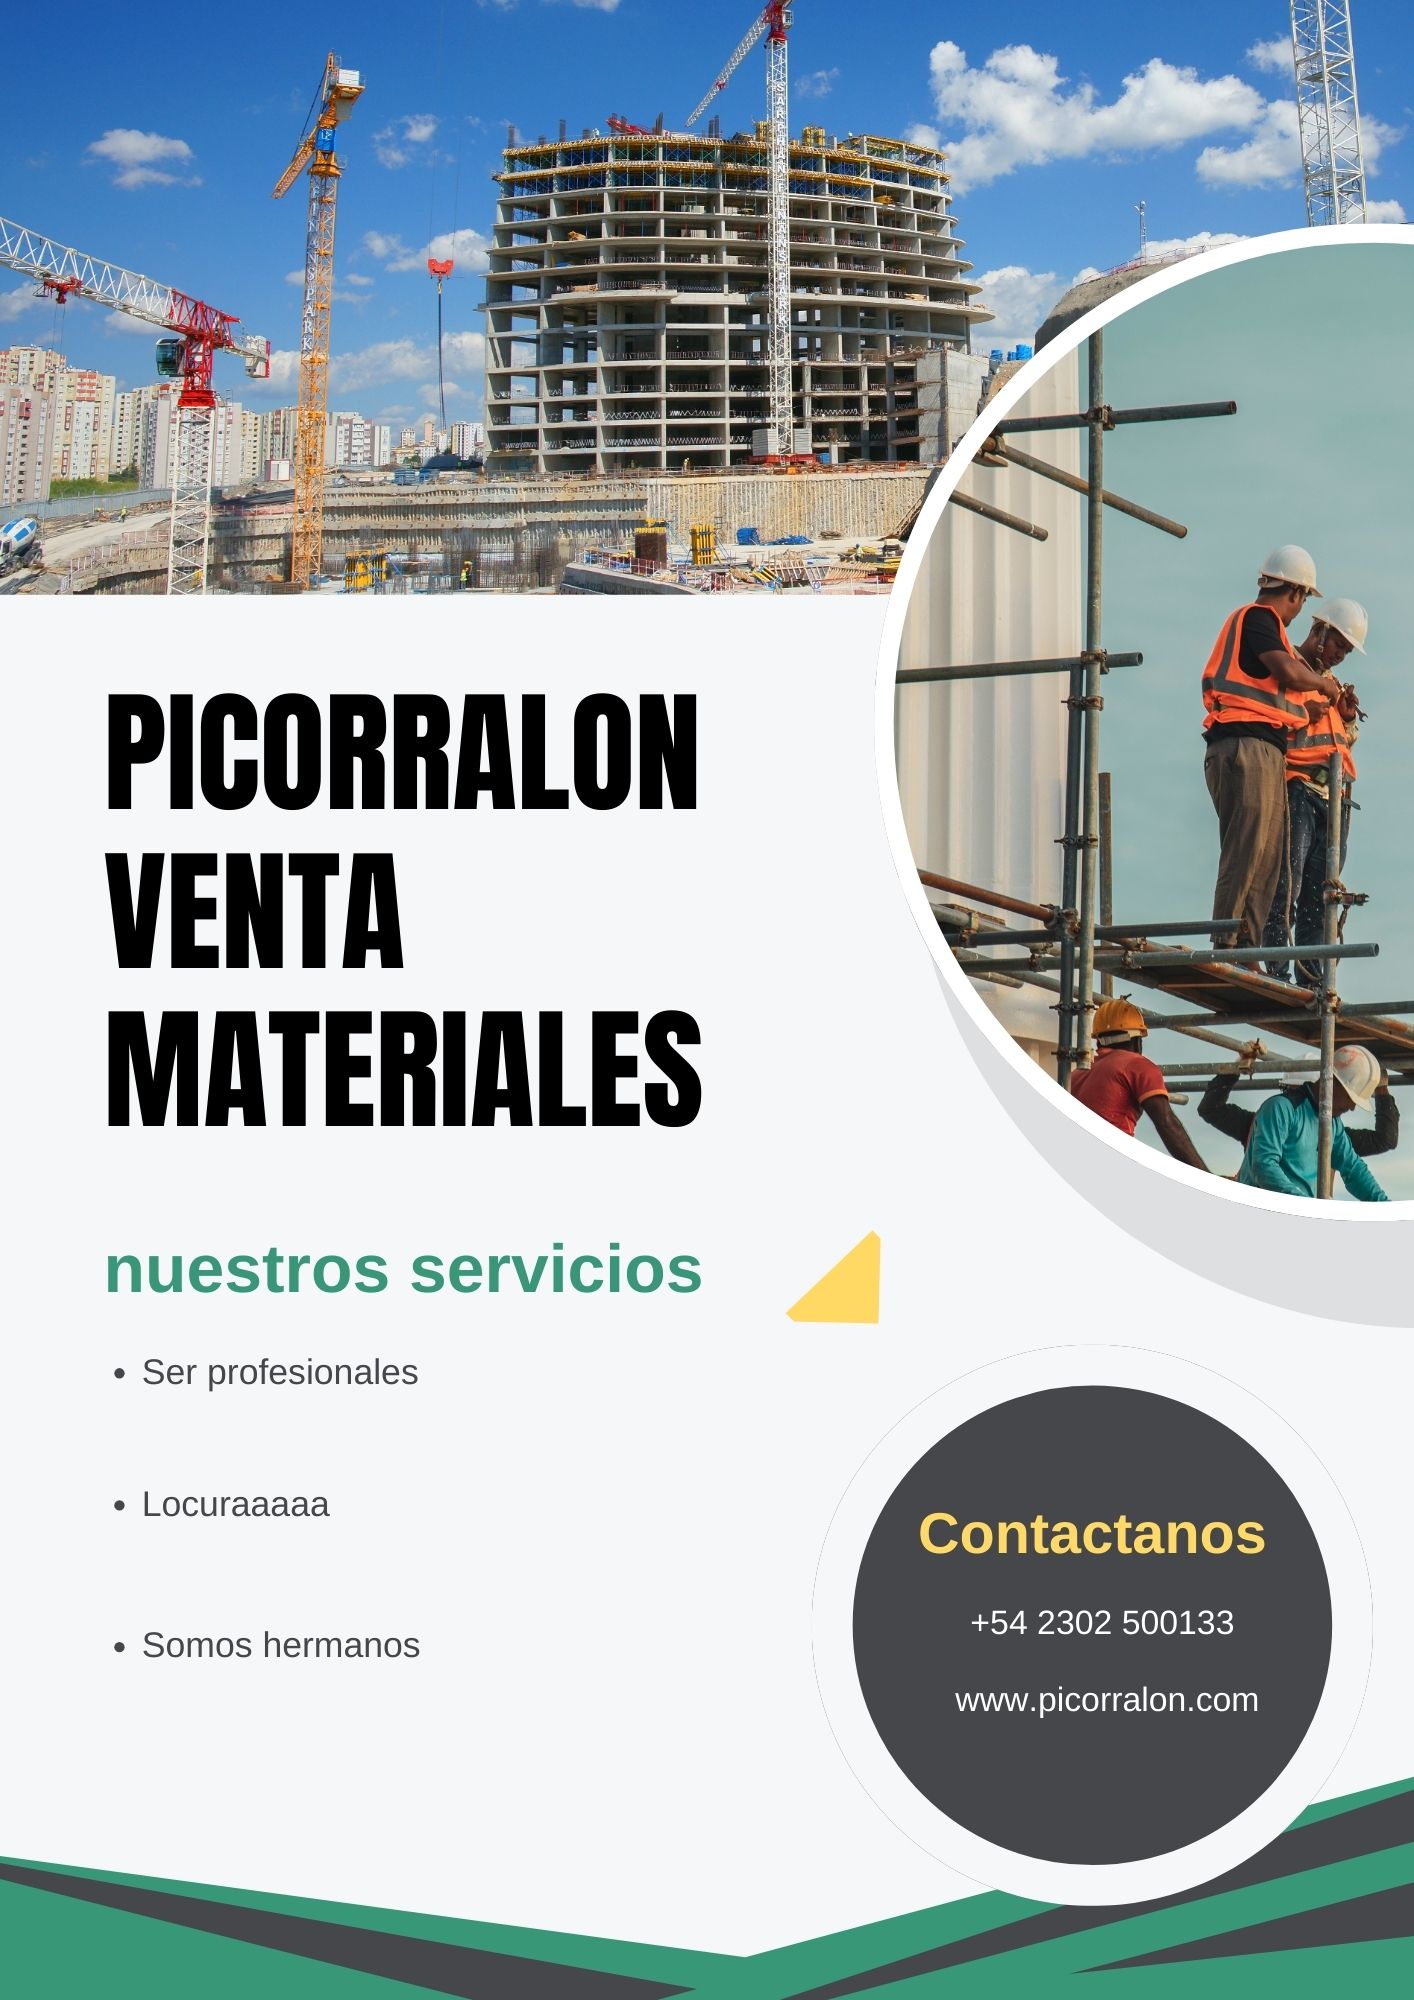 PICORRALON
VENTA
MATERIALES
nuestros servicios
• Ser profesionales
• Locuraaaaa
• Somos hermanos
Contactanos
+54 2302 500133
www.picorralon.com